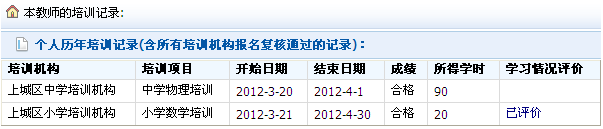 本教师的培训记录:
个人历年培训记录(含所有培训机构报名复核通过的记录):
培训机构 培训项目 开始日期 结束日期 成绩 所得学时 学习情况评价
上城区中学培训机构 中学物理培训 2012-3-20 2012-4-1 合格 90
上城区小学培训机构 小学数学培训 2012-3-21 2012-4-30 合格 20 已评价